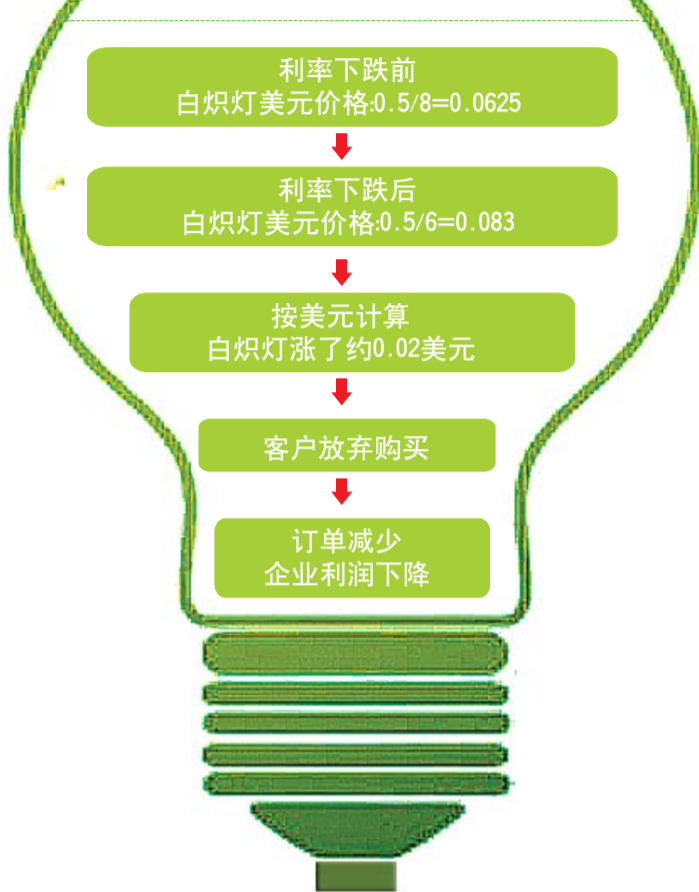 利率下跌前
白炽灯美元价格:0.5/8=0.0625
利率下跌后
白炽灯美元价格:0.5/6=0.083
按美元计算
白炽灯涨了约0.02美元
客户放弃购买
订单减少
企业利润下降